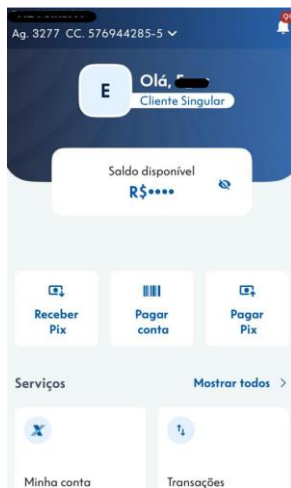 Ag. 3277 CC. 576944285-5
E
Olá,
Cliente Singular
Saldo disponível
R$••••
Receber
Pix
Pagar
conta
Pagar
Pix
Serviços
Mostrar todos
Minha conta
Transações